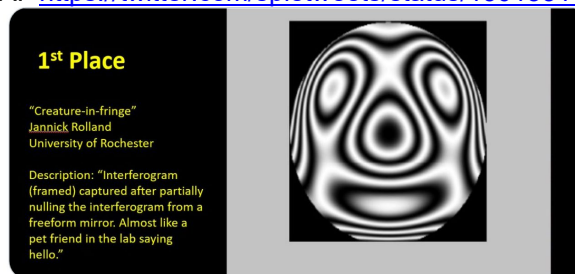 1st Place
"Creature-in-fringe"
Jannick Rolland
University of Rochester
Description: "Interferogram
(framed) captured after partially
nulling the interferogram from a
freeform mirror. Almost like a
pet friend in the lab saying
hello."